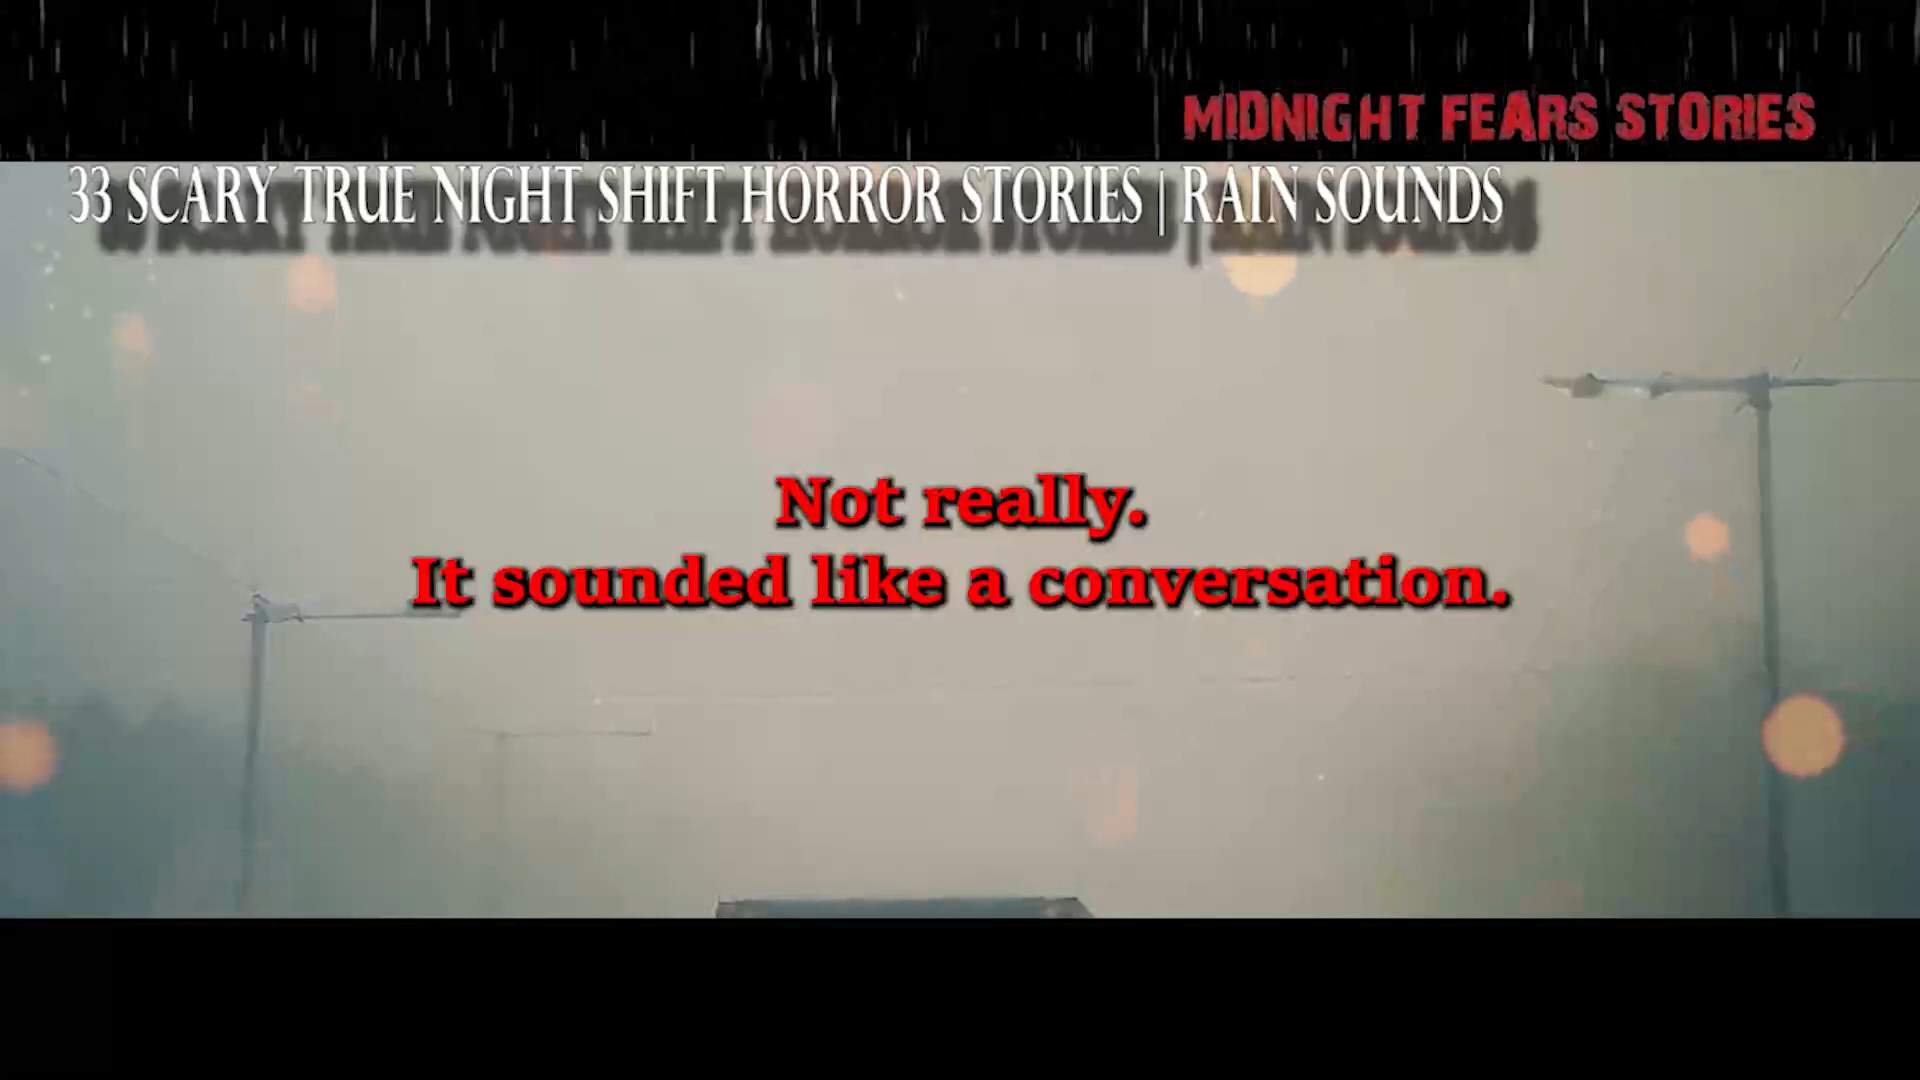 MIDNIGHT FEARS STORIES
33 SCARY TRUE NIGHT SHIFT HORROR STORIES | RAIN SOUNDS
Not really.
It sounded like a conversation.